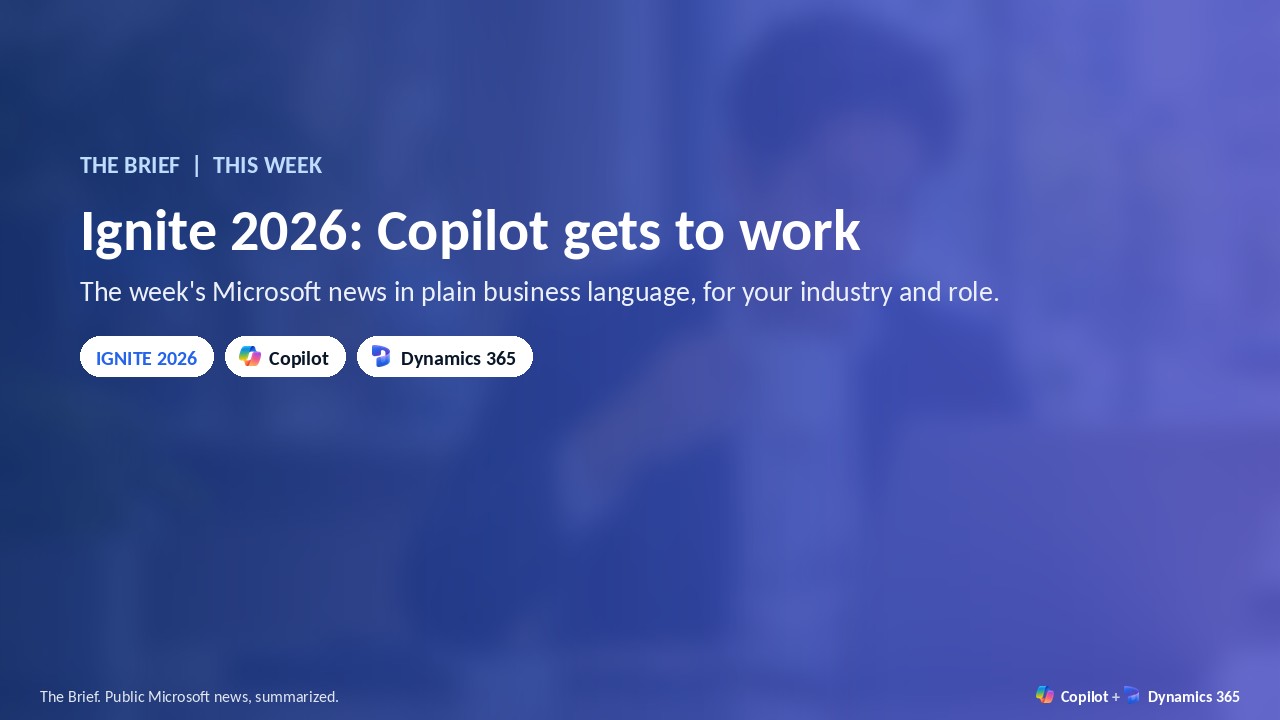 THE BRIEF | THIS WEEK
Ignite 2026: Copilot gets to work
The week's Microsoft news in plain business language, for your industry and role.
IGNITE 2026 Copilot Dynamics 365
The Brief. Public Microsoft news, summarized. Copilot + Dynamics 365